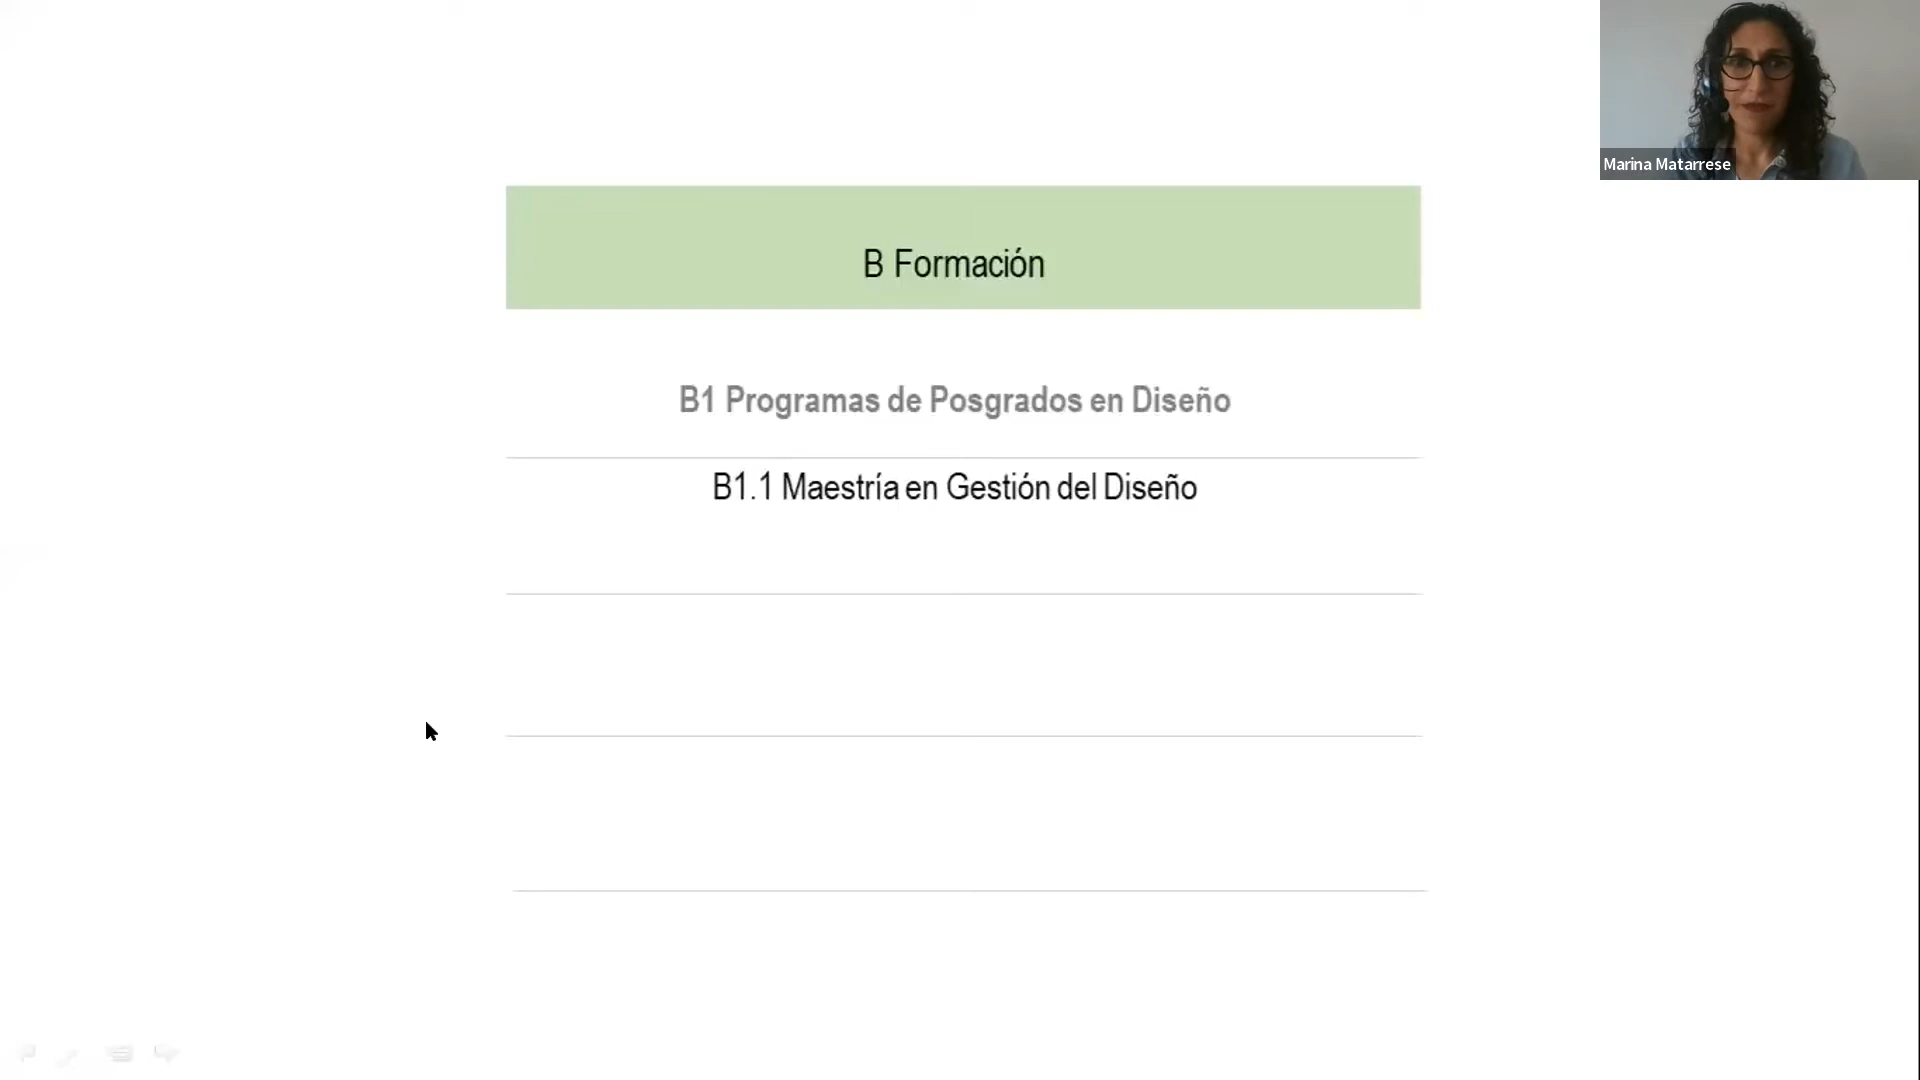 Marina Matarrese
B Formación
B1 Programas de Posgrados en Diseño
B1.1 Maestría en Gestión del Diseño